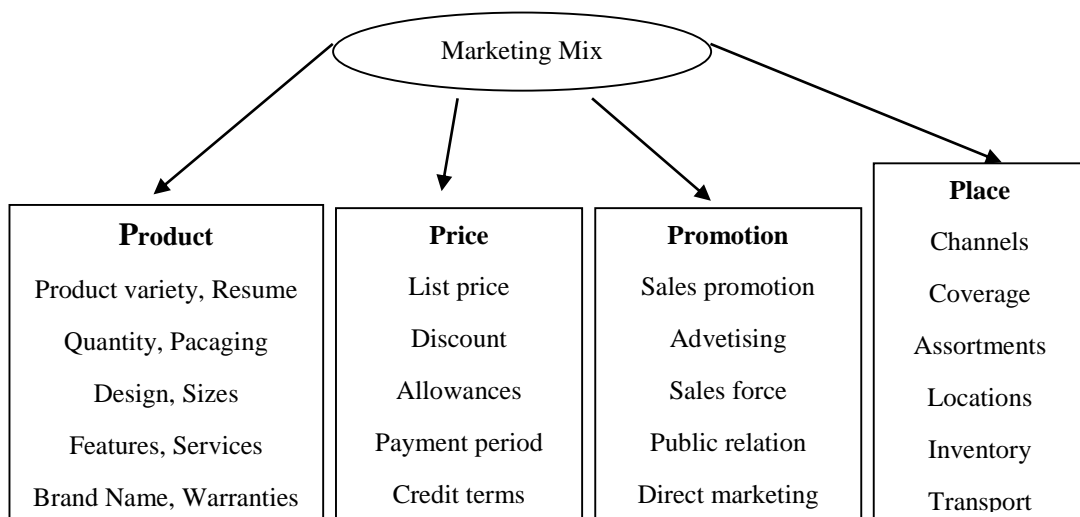 Marketing Mix
Product
Product variety, Resume
Quantity, Pacaging
Design, Sizes
Features, Services
Brand Name, Warranties
Price
List price
Discount
Allowances
Payment period
Credit terms
Promotion
Sales promotion
Advetising
Sales force
Public relation
Direct marketing
Place
Channels
Coverage
Assortments
Locations
Inventory
Transport